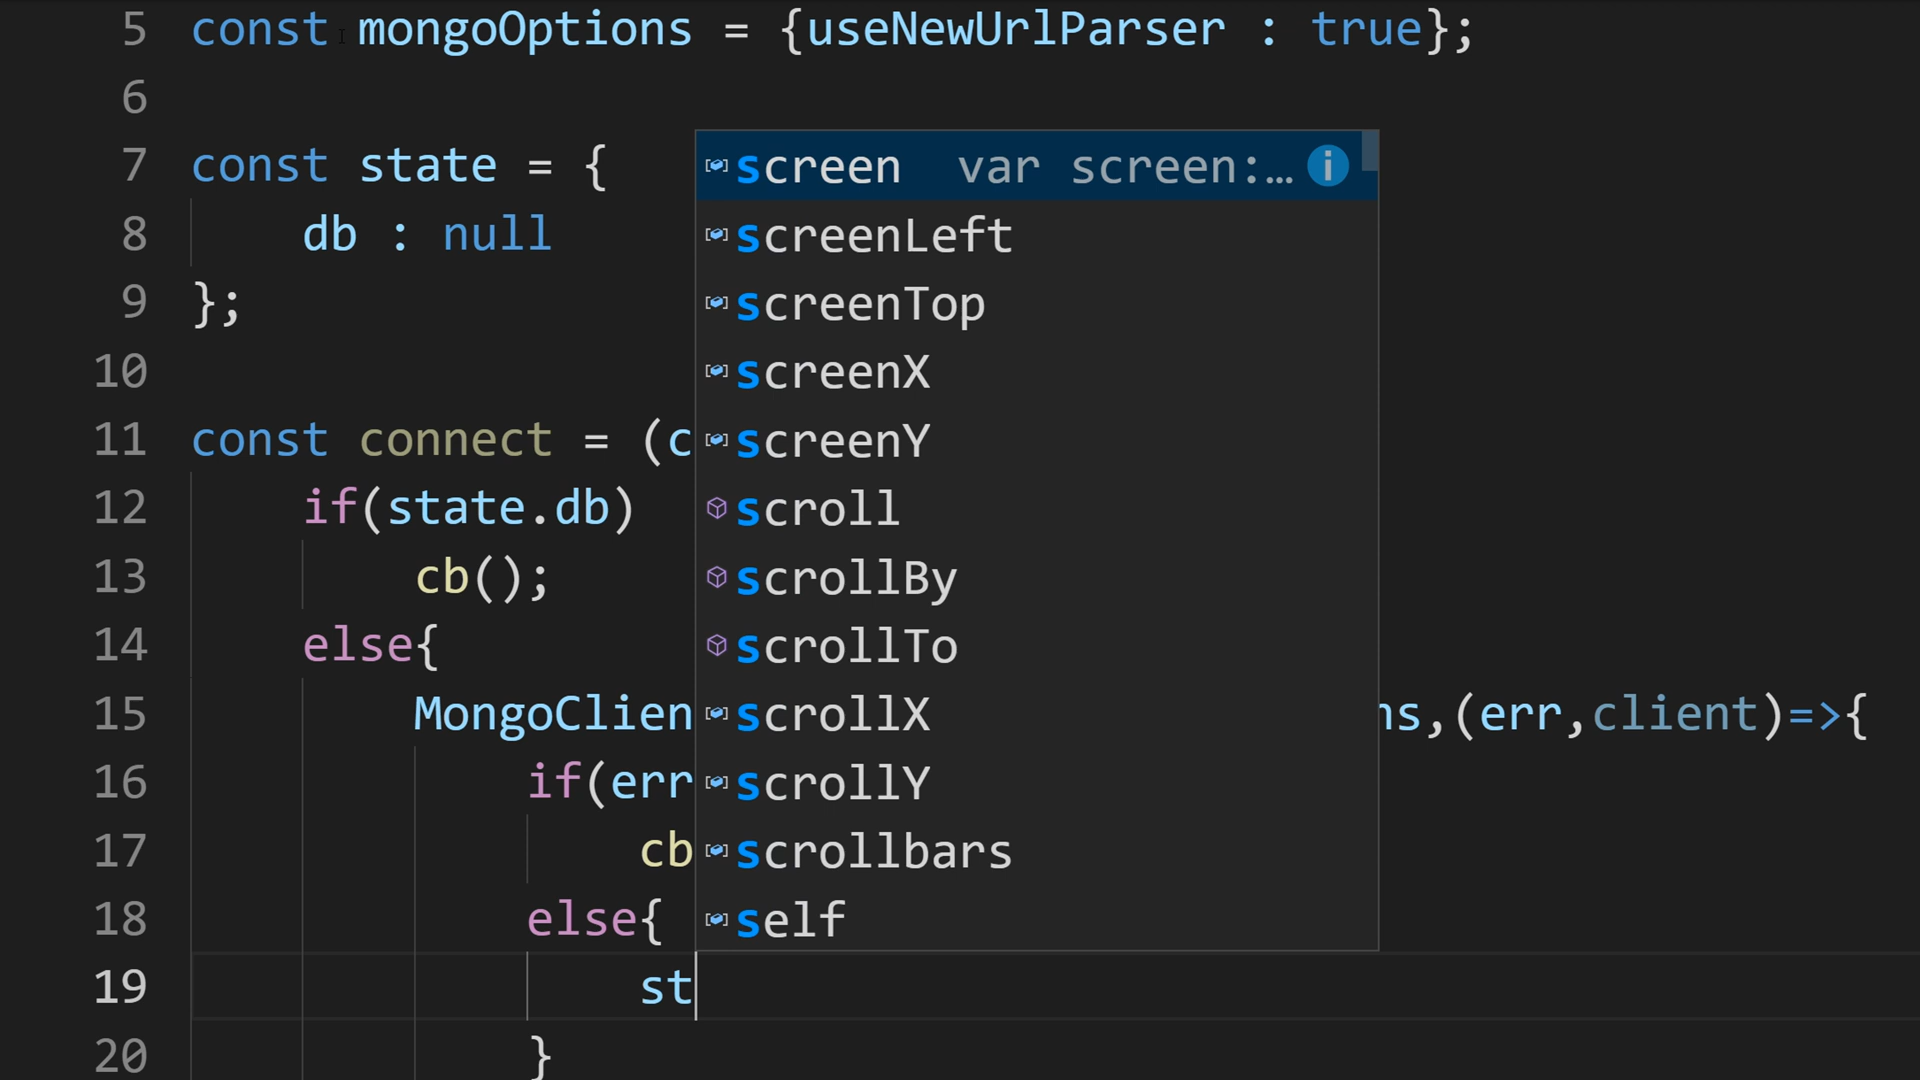 5 const mongoOptions = {useNewUrlParser : true};
6
7 const state = {
8 db : null
9 };
10
11 const connect = (c
12 if(state.db)
13 cb();
14 else{
15 MongoClien ns,(err,client)=>{
16 if(err
17 cb
18 else{
19 st
20 }
screen var screen:…
screenLeft
screenTop
screenX
screenY
scroll
scrollBy
scrollTo
scrollX
scrollY
scrollbars
self